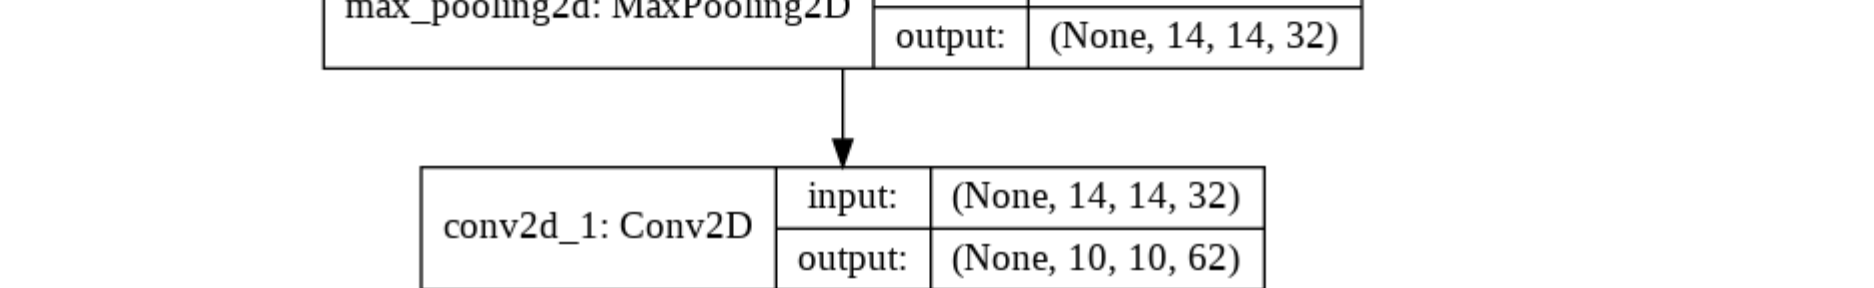 max_pooling2d: MaxPooling2D
output: (None, 14, 14, 32)
conv2d_1: Conv2D
input: (None, 14, 14, 32)
output: (None, 10, 10, 62)